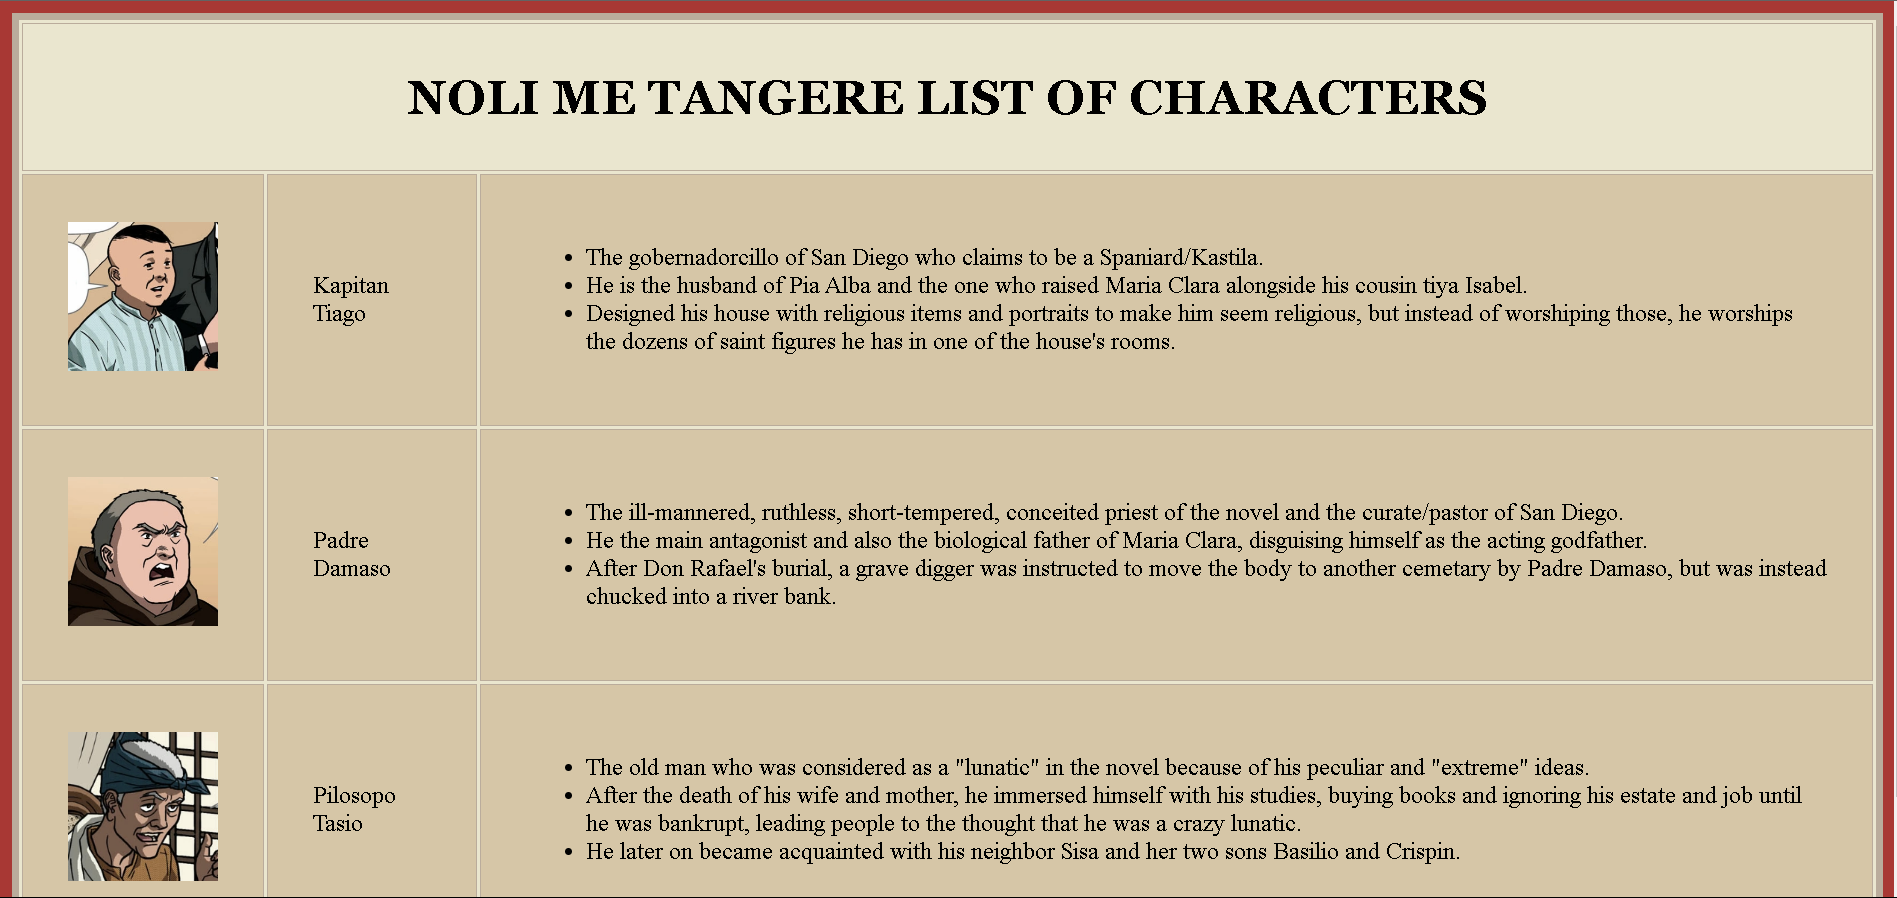 NOLI ME TANGERE LIST OF CHARACTERS
Kapitan
Tiago
• The gobernadorcillo of San Diego who claims to be a Spaniard/Kastila.
• He is the husband of Pia Alba and the one who raised Maria Clara alongside his cousin tiya Isabel.
• Designed his house with religious items and portraits to make him seem religious, but instead of worshiping those, he worships
the dozens of saint figures he has in one of the house's rooms.
Padre
Damaso
• The ill-mannered, ruthless, short-tempered, conceited priest of the novel and the curate/pastor of San Diego.
• He the main antagonist and also the biological father of Maria Clara, disguising himself as the acting godfather.
• After Don Rafael's burial, a grave digger was instructed to move the body to another cemetary by Padre Damaso, but was instead
chucked into a river bank.
Pilosopo
Tasio
• The old man who was considered as a "lunatic" in the novel because of his peculiar and "extreme" ideas.
• After the death of his wife and mother, he immersed himself with his studies, buying books and ignoring his estate and job until
he was bankrupt, leading people to the thought that he was a crazy lunatic.
• He later on became acquainted with his neighbor Sisa and her two sons Basilio and Crispin.